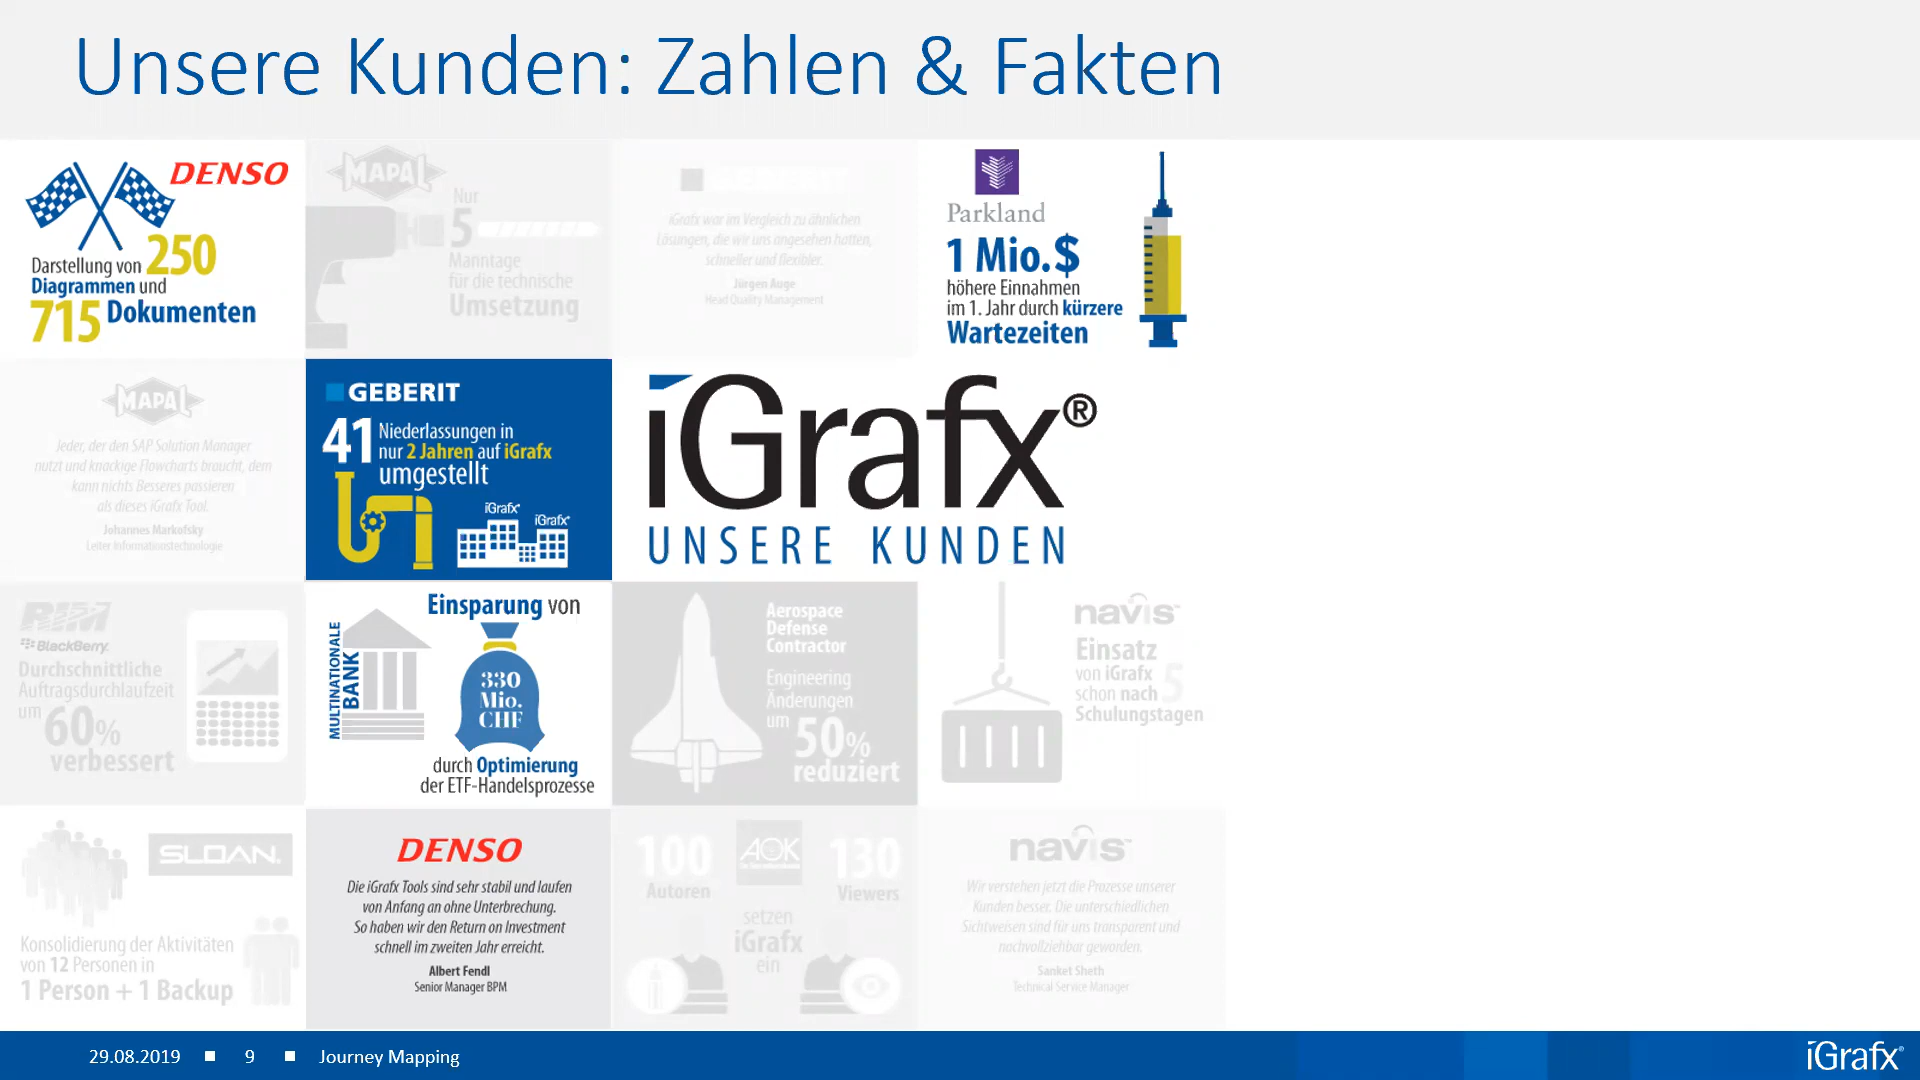 Unsere Kunden: Zahlen & Fakten
DENSO
Darstellung von 250
Diagrammen und
715 Dokumenten
MAPAL
Nur
5
Manntage
für die technische
Umsetzung
iGrafx war im Vergleich zu ähnlichen
Lösungen, die wir uns angesehen hatten,
schneller und flexibler.
Jürgen Auge
Head Quality Management
Parkland
1 Mio. $
höhere Einnahmen
im 1. Jahr durch kürzere
Wartezeiten
MAPAL
Jeder, der den SAP Solution Manager
nutzt und knackige Flowcharts braucht, dem
kann nichts Besseres passieren
als dieses iGrafx Tool.
Johannes Markofsky
Leiter Informationstechnologie
GEBERIT
41 Niederlassungen in
nur 2 Jahren auf iGrafx
umgestellt
iGrafx®
iGrafx®
iGrafx®
UNSERE KUNDEN
RIM
BlackBerry.
Durchschnittliche
Auftragsdurchlaufzeit
um 60%
verbessert
Einsparung von
MULTINATIONALE
BANK
330
Mio.
CHF
durch Optimierung
der ETF-Handelsprozesse
Aerospace
Defense
Contractor
Engineering
Änderungen
um 50%
reduziert
navis™
Einsatz
von iGrafx
schon nach 5
Schulungstagen
SLOAN.
Konsolidierung der Aktivitäten
von 12 Personen in
1 Person + 1 Backup
DENSO
Die iGrafx Tools sind sehr stabil und laufen
von Anfang an ohne Unterbrechung.
So haben wir den Return on Investment
schnell im zweiten Jahr erreicht.
Albert Fendl
Senior Manager BPM
100
Autoren
AOK
130
Viewers
setzen
iGrafx
ein
navis™
Wir verstehen jetzt die Prozesse unserer
Kunden besser. Die unterschiedlichen
Sichtweisen sind für uns transparent und
nachvollziehbar geworden.
Sanket Sheth
Technical Service Manager
29.08.2019 9 Journey Mapping
iGrafx®